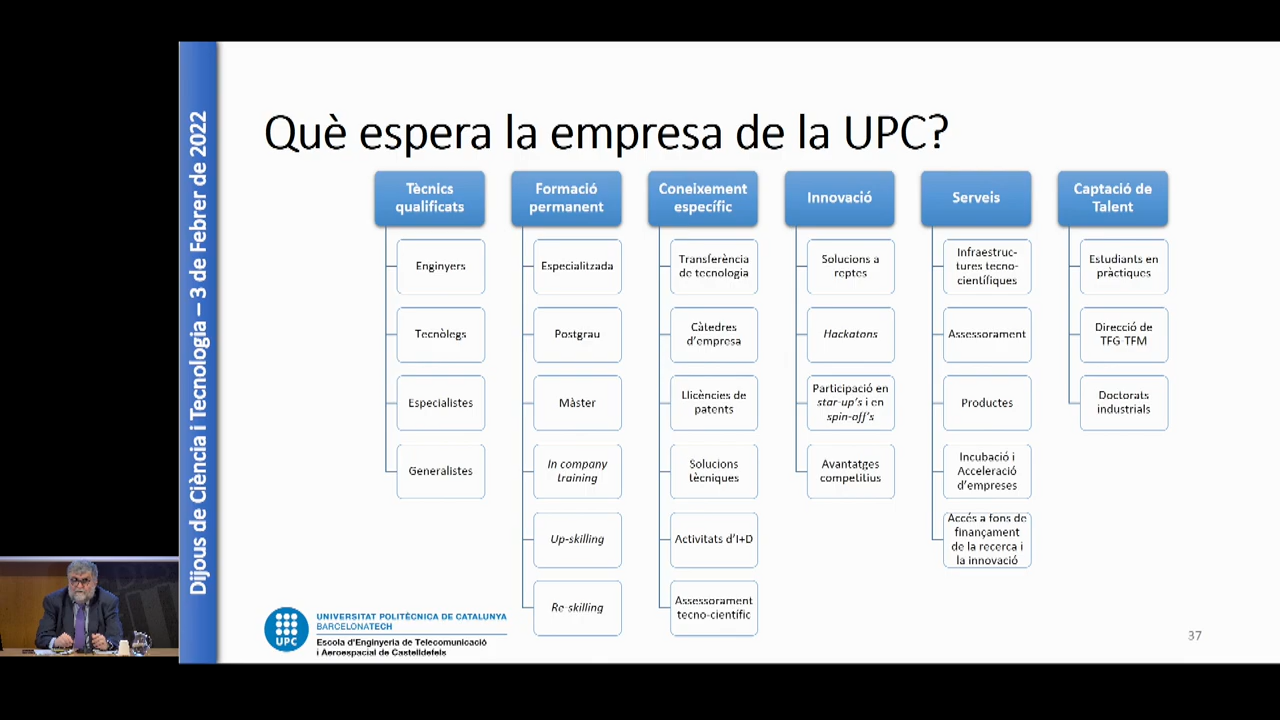 Dijous de Ciència i Tecnologia – 3 de Febrer de 2022
Què espera la empresa de la UPC?
Tècnics
qualificats
Enginyers
Tecnòlegs
Especialistes
Generalistes
Formació
permanent
Especialitzada
Postgrau
Màster
In company
training
Up-skilling
Re-skilling
Coneixement
específic
Transferència
de tecnologia
Càtedres
d'empresa
Llicències de
patents
Solucions
tècniques
Activitats d'I+D
Assessorament
tecno-científic
Innovació
Solucions a
reptes
Hackatons
Participació en
star-up's i en
spin-off's
Avantatges
competitius
Serveis
Infraestruc-
tures tecno-
científiques
Assessorament
Productes
Incubació i
Acceleració
d'empreses
Accés a fons de
finançament
de la recerca i
la innovació
Captació de
Talent
Estudiants en
pràctiques
Direcció de
TFG-TFM
Doctorats
industrials
UPC
UNIVERSITAT POLITÈCNICA DE CATALUNYA
BARCELONATECH
Escola d'Enginyeria de Telecomunicació
i Aeroespacial de Castelldefels
37